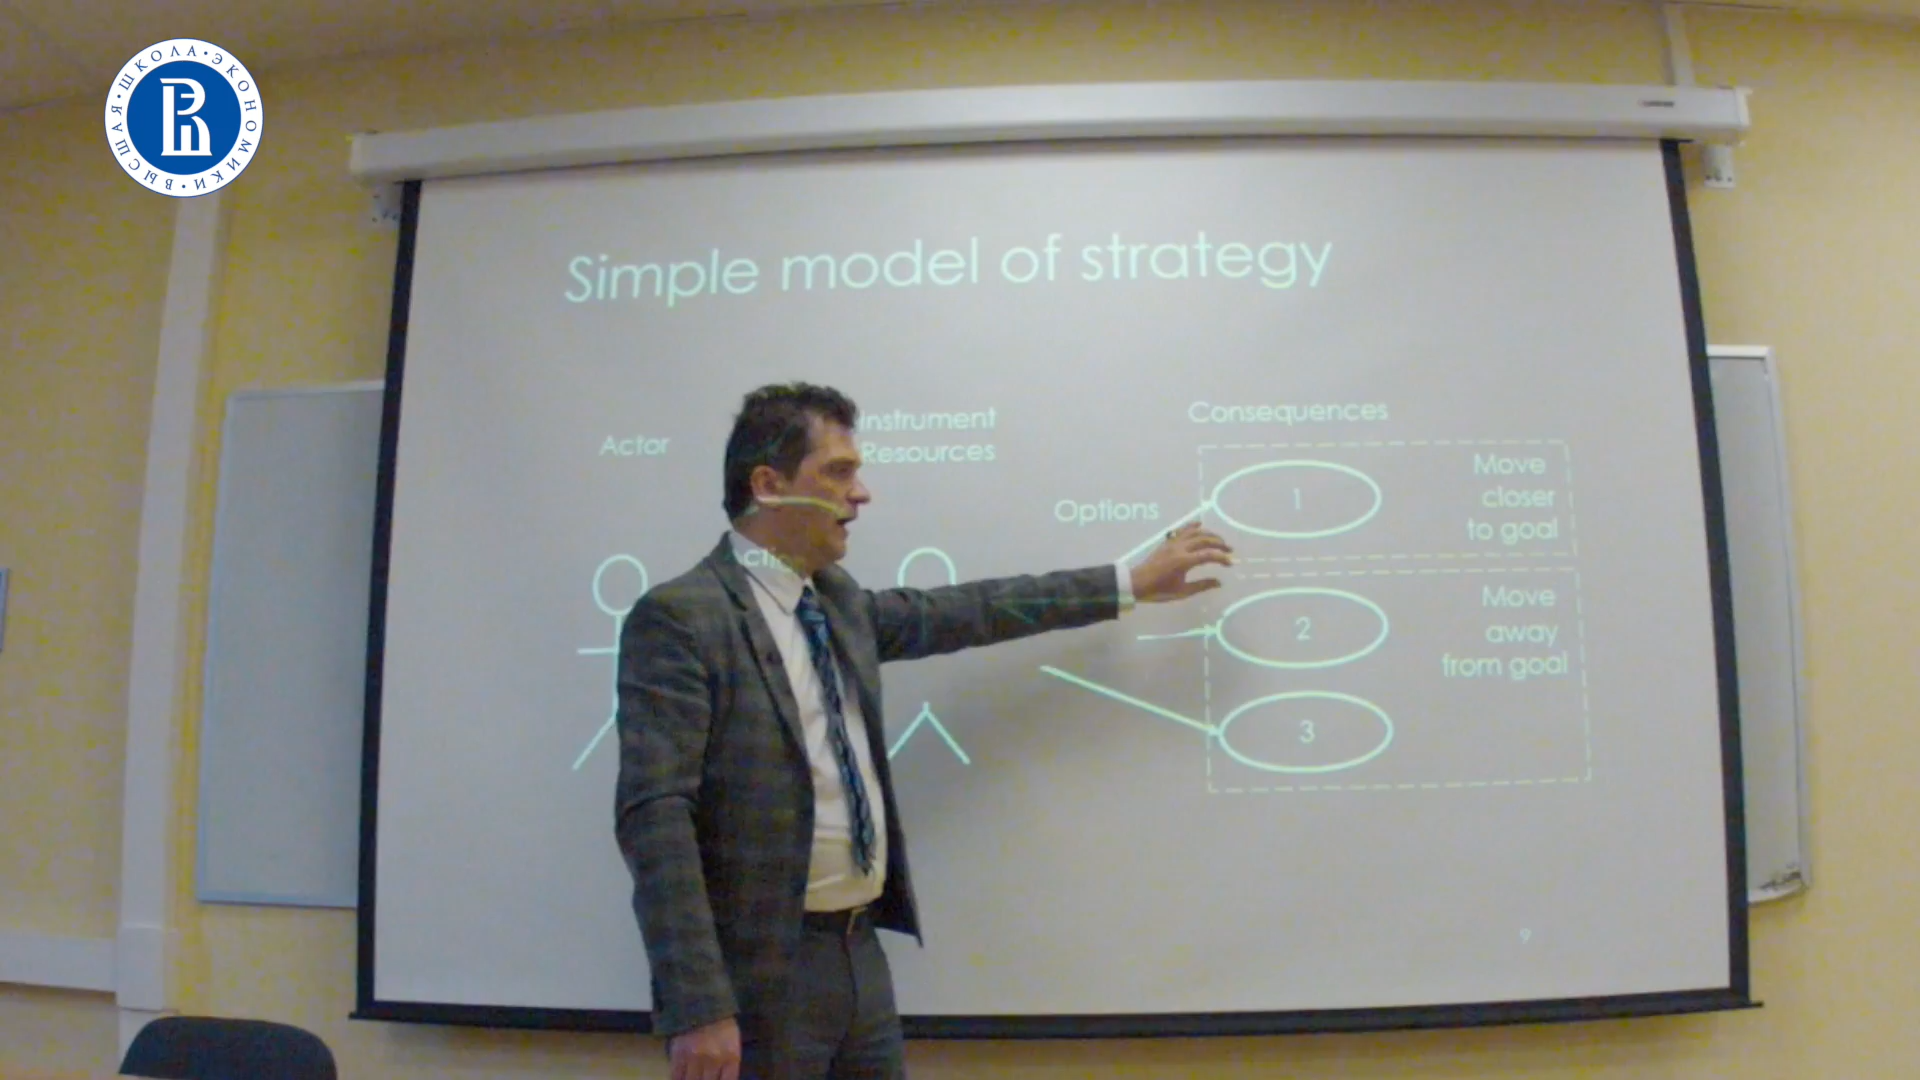 ВЫСШАЯ • ШКОЛА • ЭКОНОМИКИ •
Simple model of strategy
Actor
Instrument
Resources
Consequences
Options
1
Move
closer
to goal
2
Move
away
from goal
3
9